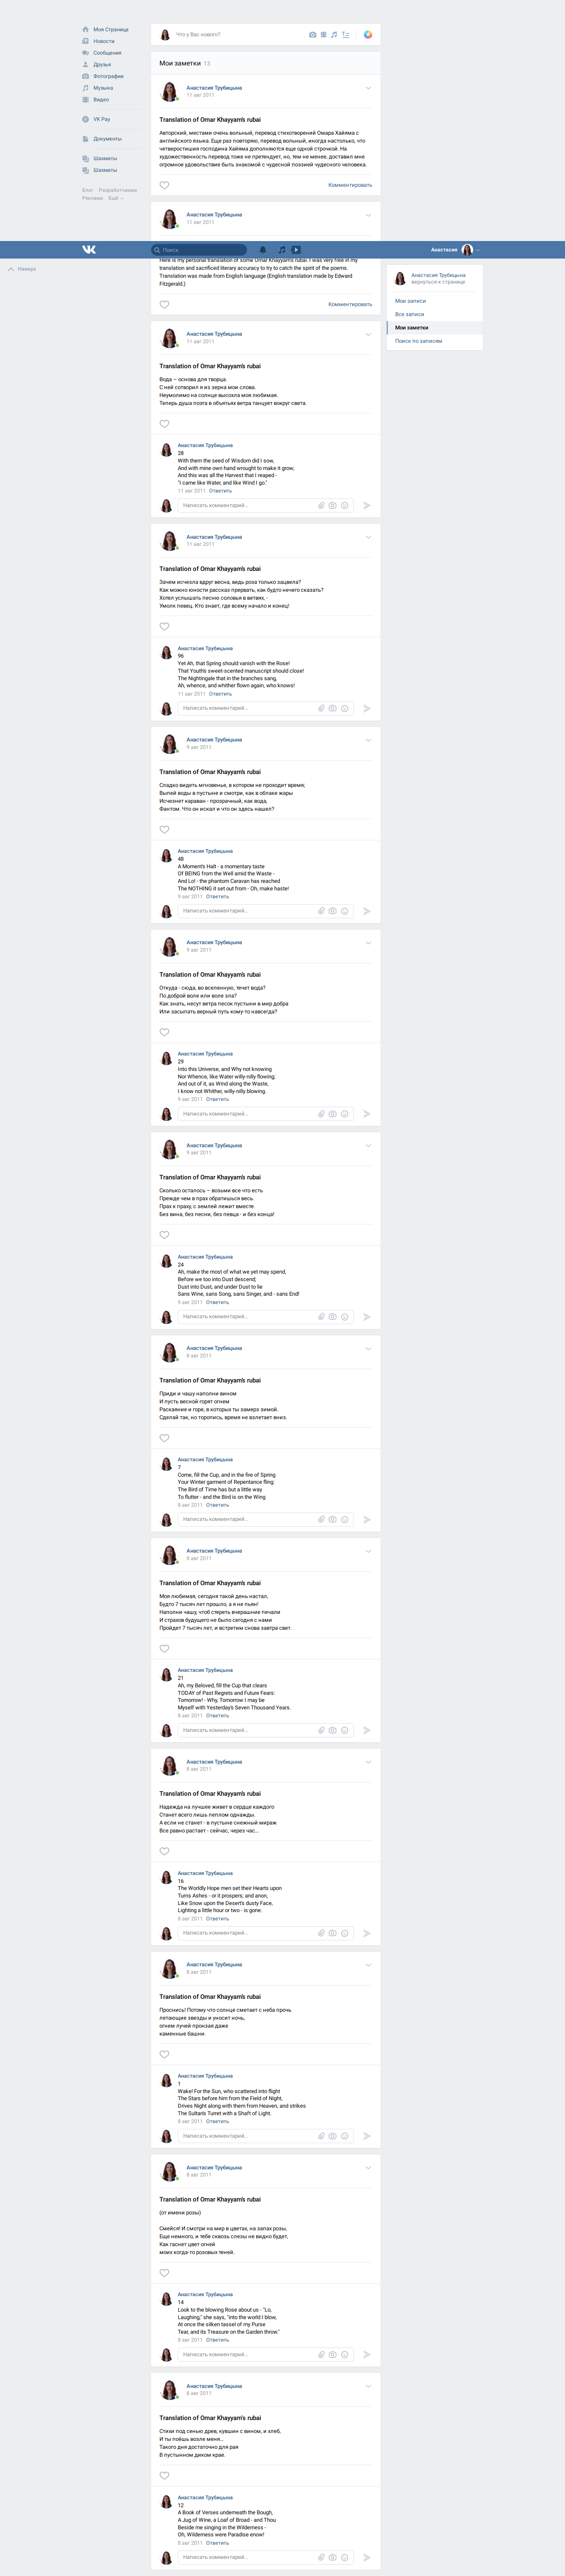 Моя Страница
Новости
Сообщения
Друзья
Фотографии
Музыка
Видео
VK Pay
Документы
Шахматы
Шахматы
Блог Разработчикам
Реклама Ещё
Что у Вас нового?
Мои заметки 13
Анастасия Трубицына
11 авг 2011
Translation of Omar Khayyam's rubai
Авторский, местами очень вольный, перевод стихотворений Омара Хайяма с
английского языка. Еще раз повторяю, перевод вольный, иногда настолько, что
четверостишия господина Хайяма дополняются еще одной строчкой. На
художественность перевод тоже не претендует, но, тем не менее, доставил мне
огромное удовольствие быть знакомой с чудесной поэзией чудесного человека.
Комментировать
Анастасия Трубицына
11 авг 2011
Поиск
Анастасия
Наверх
Here is my personal translation of some Omar Khayyam's rubai. I was very free in my
translation and sacrificed literary accuracy to try to catch the spirit of the poems.
Translation was made from English language (English translation made by Edward
Fitzgerald.)
Комментировать
Анастасия Трубицына
вернуться к странице
Мои записи
Все записи
Мои заметки
Поиск по записям
Анастасия Трубицына
11 авг 2011
Translation of Omar Khayyam's rubai
Вода – основа для творца.
С ней сотворил я из зерна мои слова.
Неумолимо на солнце высохла моя любимая.
Теперь душа поэта в объятьях ветра танцует вокруг света.
Анастасия Трубицына
28
With them the seed of Wisdom did I sow,
And with mine own hand wrought to make it grow;
And this was all the Harvest that I reaped -
"I came like Water, and like Wind I go."
11 авг 2011 Ответить
Написать комментарий...
Анастасия Трубицына
11 авг 2011
Translation of Omar Khayyam's rubai
Зачем исчезла вдруг весна, ведь роза только зацвела?
Как можно юности рассказ прервать, как будто нечего сказать?
Хотел услышать песню соловья в ветвях, -
Умолк певец. Кто знает, где всему начало и конец!
Анастасия Трубицына
96
Yet Ah, that Spring should vanish with the Rose!
That Youth's sweet-scented manuscript should close!
The Nightingale that in the branches sang,
Ah, whence, and whither flown again, who knows!
11 авг 2011 Ответить
Написать комментарий...
Анастасия Трубицына
9 авг 2011
Translation of Omar Khayyam's rubai
Сладко видеть мгновенье, в котором не проходит время;
Выпей воды в пустыне и смотри, как в облаке жары
Исчезнет караван - прозрачный, как вода,
Фантом. Что он искал и что он здесь нашел?
Анастасия Трубицына
48
A Moment's Halt - a momentary taste
Of BEING from the Well amid the Waste -
And Lo! - the phantom Caravan has reached
The NOTHING it set out from - Oh, make haste!
9 авг 2011 Ответить
Написать комментарий...
Анастасия Трубицына
9 авг 2011
Translation of Omar Khayyam's rubai
Откуда - сюда, во вселенную, течет вода?
По доброй воле или воле зла?
Как знать, несут ветра песок пустыни в мир добра
Или засыпать верный путь кому-то навсегда?
Анастасия Трубицына
29
Into this Universe, and Why not knowing
Nor Whence, like Water willy-nilly flowing;
And out of it, as Wind along the Waste,
I know not Whither, willy-nilly blowing.
9 авг 2011 Ответить
Написать комментарий...
Анастасия Трубицына
9 авг 2011
Translation of Omar Khayyam's rubai
Сколько осталось – возьми все что есть
Прежде чем в прах обратишься весь.
Прах к праху, с землей лежит вместе.
Без вина, без песни, без певца - и без конца!
Анастасия Трубицына
24
Ah, make the most of what we yet may spend,
Before we too into Dust descend;
Dust into Dust, and under Dust to lie
Sans Wine, sans Song, sans Singer, and - sans End!
9 авг 2011 Ответить
Написать комментарий...
Анастасия Трубицына
8 авг 2011
Translation of Omar Khayyam's rubai
Приди и чашу наполни вином
И пусть весной горят огнем
Раскаяние и горе, в которых ты замерз зимой.
Сделай так, но торопись, время не взлетает вниз.
Анастасия Трубицына
7
Come, fill the Cup, and in the fire of Spring
Your Winter garment of Repentance fling:
The Bird of Time has but a little way
To flutter - and the Bird is on the Wing
8 авг 2011 Ответить
Написать комментарий...
Анастасия Трубицына
8 авг 2011
Translation of Omar Khayyam's rubai
Моя любимая, сегодня такой день настал,
Будто 7 тысяч лет прошло, а я не пьян!
Наполни чашу, чтоб стереть вчерашние печали
И страхов будущего не было сегодня с нами
Пройдет 7 тысяч лет, и встретим снова завтра свет.
Анастасия Трубицына
21
Ah, my Beloved, fill the Cup that clears
TODAY of Past Regrets and Future Fears:
Tomorrow! - Why, Tomorrow I may be
Myself with Yesterday's Seven Thousand Years.
8 авг 2011 Ответить
Написать комментарий...
Анастасия Трубицына
8 авг 2011
Translation of Omar Khayyam's rubai
Надежда на лучшее живет в сердце каждого
Станет всего лишь пеплом однажды.
А если не станет - в пустыне снежный мираж
Все равно растает - сейчас, через час...
Анастасия Трубицына
16
The Worldly Hope men set their Hearts upon
Turns Ashes - or it prospers; and anon,
Like Snow upon the Desert's dusty Face,
Lighting a little hour or two - is gone.
8 авг 2011 Ответить
Написать комментарий...
Анастасия Трубицына
8 авг 2011
Translation of Omar Khayyam's rubai
Проснись! Потому что солнце сметает с неба прочь
летающие звезды и уносит ночь,
огнем лучей пронзая даже
каменные башни.
Анастасия Трубицына
1
Wake! For the Sun, who scattered into flight
The Stars before him from the Field of Night,
Drives Night along with them from Heaven, and strikes
The Sultan's Turret with a Shaft of Light.
8 авг 2011 Ответить
Написать комментарий...
Анастасия Трубицына
8 авг 2011
Translation of Omar Khayyam's rubai
(от имени розы)
Смейся! И смотри на мир в цветах, на запах розы,
Еще немного, и тебе сквозь слезы не видно будет,
Как гаснет цвет огней
моих когда-то розовых теней.
Анастасия Трубицына
14
Look to the blowing Rose about us - "Lo,
Laughing," she says, "into the world I blow,
At once the silken tassel of my Purse
Tear, and its Treasure on the Garden throw."
8 авг 2011 Ответить
Написать комментарий...
Анастасия Трубицына
8 авг 2011
Translation of Omar Khayyam's rubai
Стихи под сенью древ, кувшин с вином, и хлеб,
И ты поёшь возле меня...
Такого дня достаточно для рая
В пустынном диком крае.
Анастасия Трубицына
12
A Book of Verses underneath the Bough,
A Jug of Wine, a Loaf of Broad - and Thou
Beside me singing in the Wilderness -
Oh, Wilderness were Paradise enow!
8 авг 2011 Ответить
Написать комментарий...